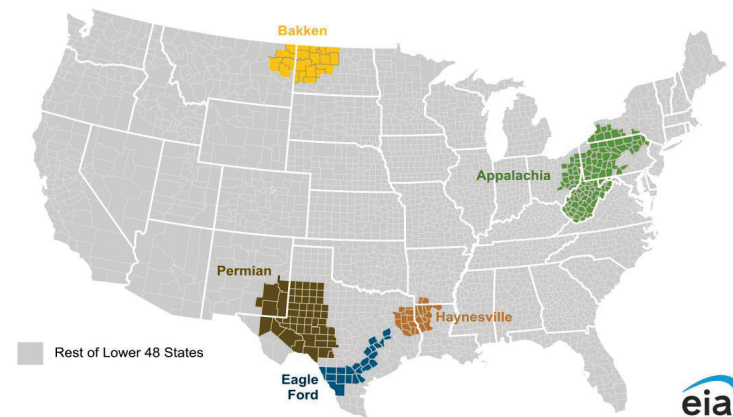 Bakken
Appalachia
Permian
Haynesville
Rest of Lower 48 States
Eagle
Ford
eia